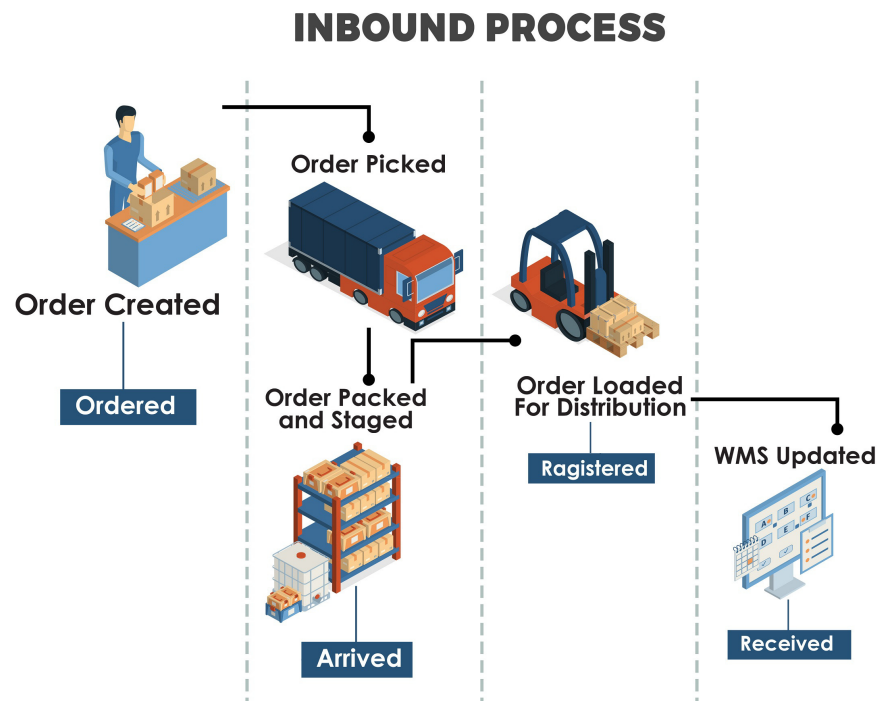 INBOUND PROCESS
Order Created
Ordered
Order Picked
Order Packed
and Staged
Arrived
Order Loaded
For Distribution
Ragistered
WMS Updated
A
B
C
D
E
F
Received